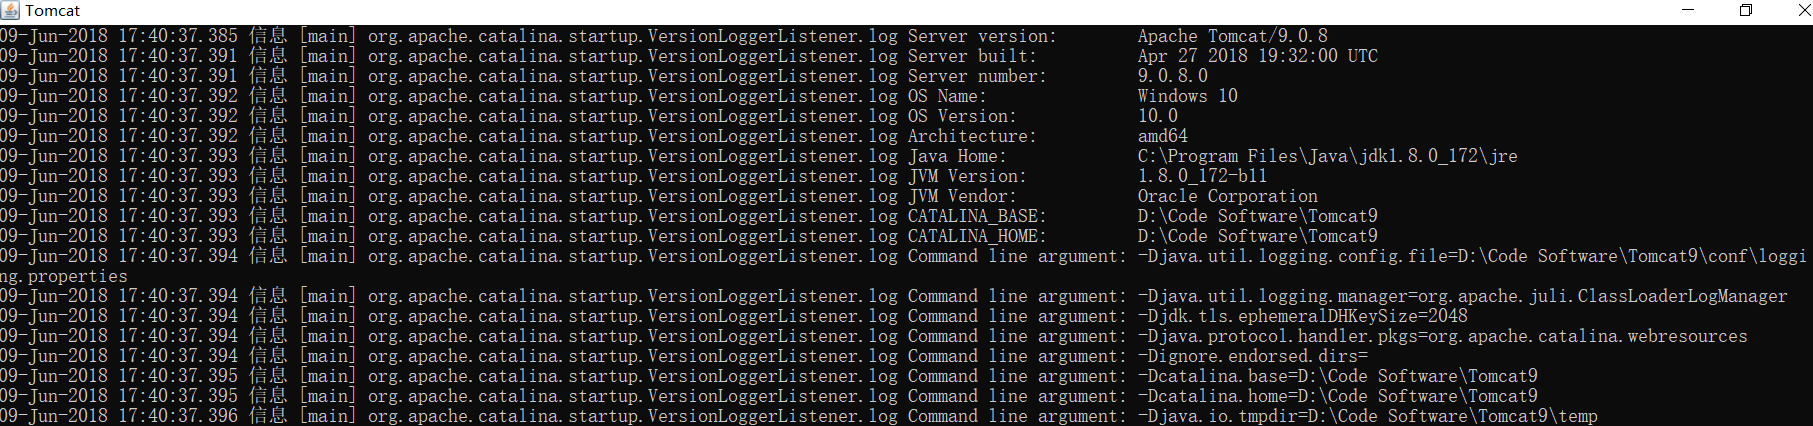 Tomcat
09-Jun-2018 17:40:37.385 信息 [main] org.apache.catalina.startup.VersionLoggerListener.log Server version:        Apache Tomcat/9.0.8
09-Jun-2018 17:40:37.391 信息 [main] org.apache.catalina.startup.VersionLoggerListener.log Server built:          Apr 27 2018 19:32:00 UTC
09-Jun-2018 17:40:37.391 信息 [main] org.apache.catalina.startup.VersionLoggerListener.log Server number:         9.0.8.0
09-Jun-2018 17:40:37.392 信息 [main] org.apache.catalina.startup.VersionLoggerListener.log OS Name:               Windows 10
09-Jun-2018 17:40:37.392 信息 [main] org.apache.catalina.startup.VersionLoggerListener.log OS Version:            10.0
09-Jun-2018 17:40:37.392 信息 [main] org.apache.catalina.startup.VersionLoggerListener.log Architecture:          amd64
09-Jun-2018 17:40:37.393 信息 [main] org.apache.catalina.startup.VersionLoggerListener.log Java Home:             C:\Program Files\Java\jdk1.8.0_172\jre
09-Jun-2018 17:40:37.393 信息 [main] org.apache.catalina.startup.VersionLoggerListener.log JVM Version:           1.8.0_172-b11
09-Jun-2018 17:40:37.393 信息 [main] org.apache.catalina.startup.VersionLoggerListener.log JVM Vendor:            Oracle Corporation
09-Jun-2018 17:40:37.393 信息 [main] org.apache.catalina.startup.VersionLoggerListener.log CATALINA_BASE:         D:\Code Software\Tomcat9
09-Jun-2018 17:40:37.393 信息 [main] org.apache.catalina.startup.VersionLoggerListener.log CATALINA_HOME:         D:\Code Software\Tomcat9
09-Jun-2018 17:40:37.394 信息 [main] org.apache.catalina.startup.VersionLoggerListener.log Command line argument: -Djava.util.logging.config.file=D:\Code Software\Tomcat9\conf\loggi
ng.properties
09-Jun-2018 17:40:37.394 信息 [main] org.apache.catalina.startup.VersionLoggerListener.log Command line argument: -Djava.util.logging.manager=org.apache.juli.ClassLoaderLogManager
09-Jun-2018 17:40:37.394 信息 [main] org.apache.catalina.startup.VersionLoggerListener.log Command line argument: -Djdk.tls.ephemeralDHKeySize=2048
09-Jun-2018 17:40:37.394 信息 [main] org.apache.catalina.startup.VersionLoggerListener.log Command line argument: -Djava.protocol.handler.pkgs=org.apache.catalina.webresources
09-Jun-2018 17:40:37.394 信息 [main] org.apache.catalina.startup.VersionLoggerListener.log Command line argument: -Dignore.endorsed.dirs=
09-Jun-2018 17:40:37.395 信息 [main] org.apache.catalina.startup.VersionLoggerListener.log Command line argument: -Dcatalina.base=D:\Code Software\Tomcat9
09-Jun-2018 17:40:37.395 信息 [main] org.apache.catalina.startup.VersionLoggerListener.log Command line argument: -Dcatalina.home=D:\Code Software\Tomcat9
09-Jun-2018 17:40:37.396 信息 [main] org.apache.catalina.startup.VersionLoggerListener.log Command line argument: -Djava.io.tmpdir=D:\Code Software\Tomcat9\temp